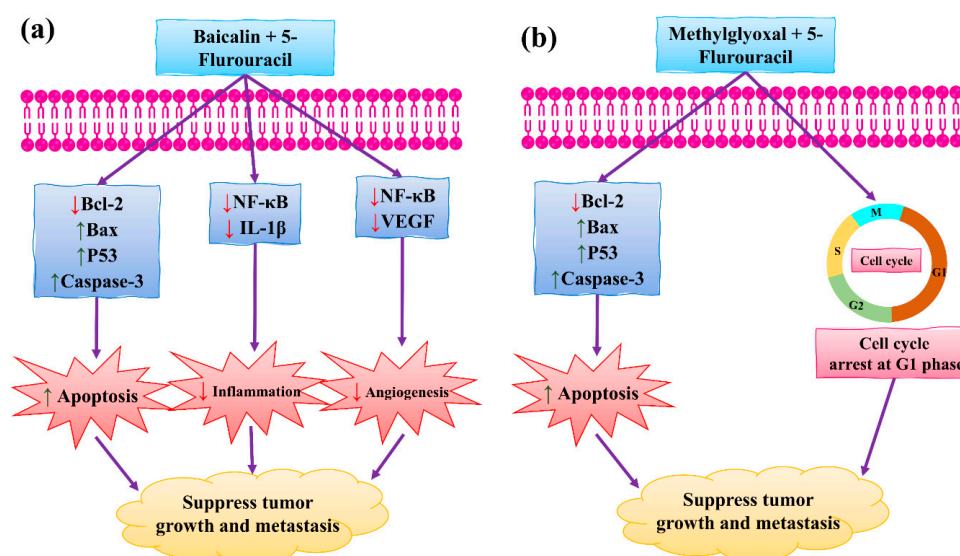 (a)
Baicalin + 5-
Flurouracil
↓Bcl-2
↑Bax
↑P53
↑Caspase-3
↓NF-κB
↓ IL-1β
↓NF-κB
↓VEGF
↑ Apoptosis
↓ Inflammation
↓ Angiogenesis
Suppress tumor
growth and metastasis
(b)
Methylglyoxal + 5-
Flurouracil
↓Bcl-2
↑Bax
↑P53
↑Caspase-3
M
S
Cell cycle
G1
G2
Cell cycle
arrest at G1 phase
↑ Apoptosis
Suppress tumor
growth and metastasis